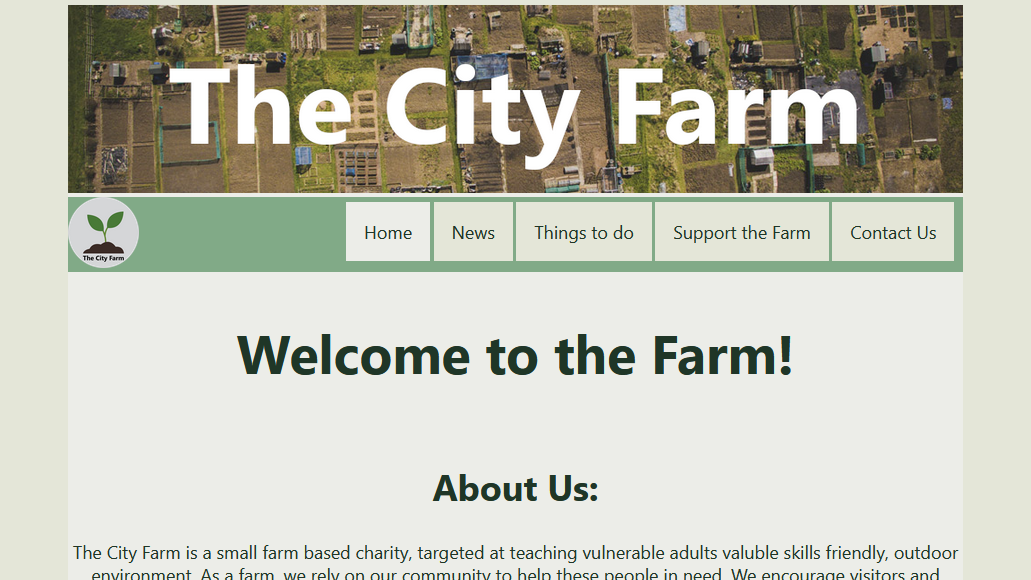 The City Farm
The City Farm
Home
News
Things to do
Support the Farm
Contact Us
Welcome to the Farm!
About Us:
The City Farm is a small farm based charity, targeted at teaching vulnerable adults valuble skills friendly, outdoor
environment. As a farm, we rely on our community to help these people in need. We encourage visitors and